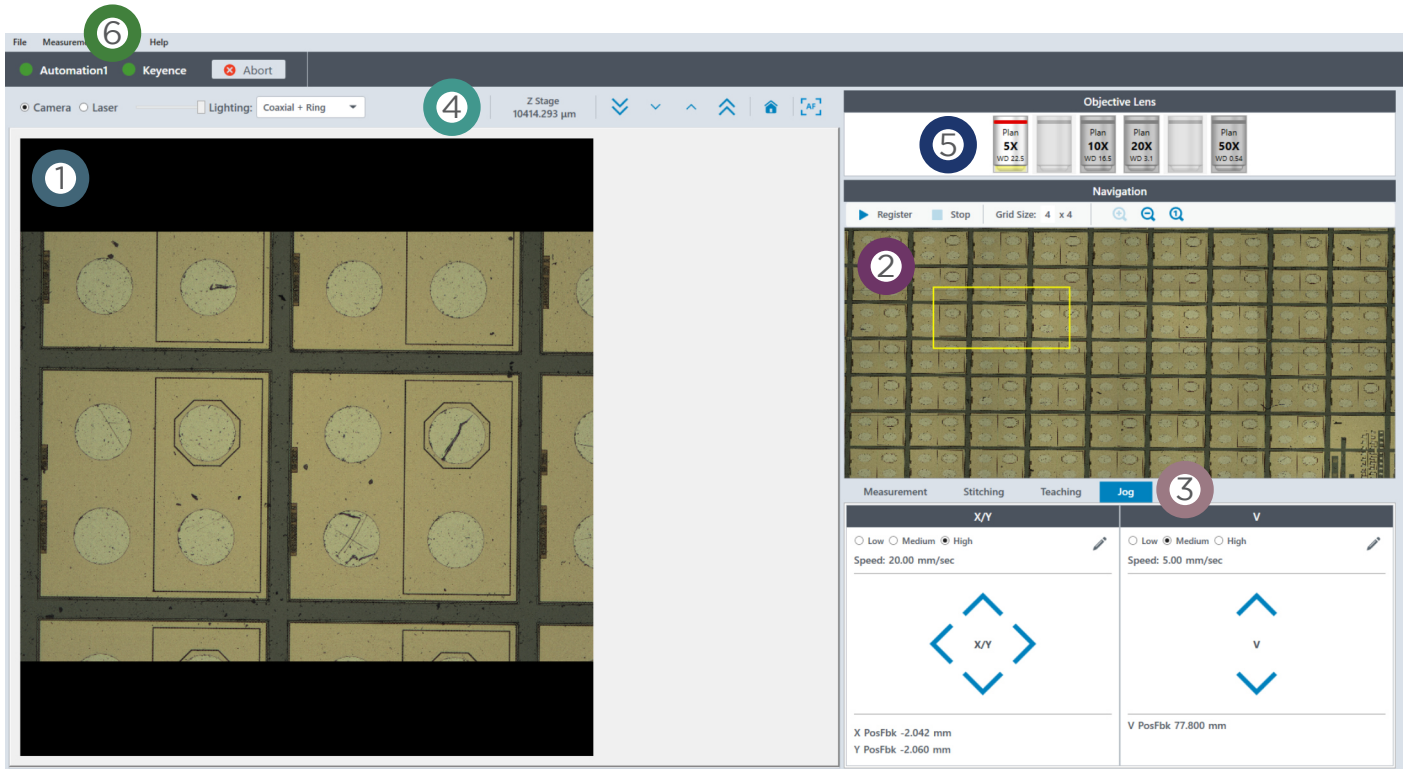 File Measurem Help
6
Automation1 Keyence Abort
Camera Laser Lighting: Coaxial + Ring
4
Z Stage
10414.293 µm
AF
1
Objective Lens
5
Plan
5X
WD 22.5
Plan
10X
WD 16.5
Plan
20X
WD 3.1
Plan
50X
WD 0.54
Navigation
Register Stop Grid Size: 4 x 4
1
2
Measurement Stitching Teaching Jog
3
X/Y
Low Medium High
Speed: 20.00 mm/sec
X/Y
X PosFbk -2.042 mm
Y PosFbk -2.060 mm
V
Low Medium High
Speed: 5.00 mm/sec
V
V PosFbk 77.800 mm